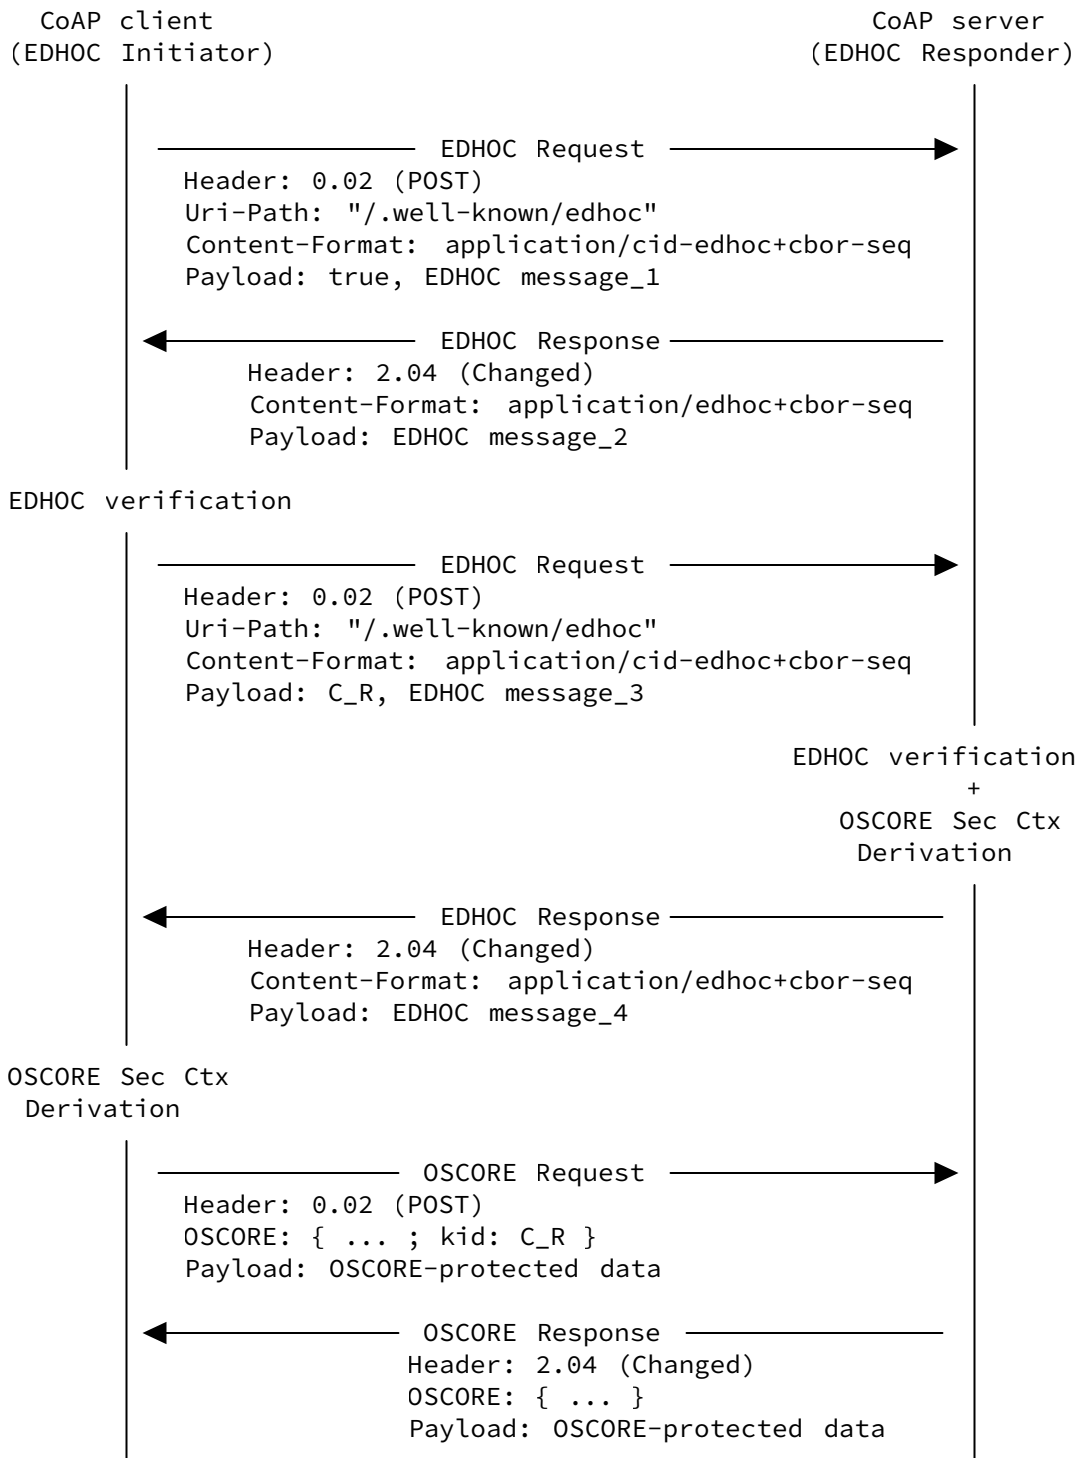 CoAP client
CoAP server
(EDHOC Initiator)
(EDHOC Responder)
EDHOC Request
Header: 0.02 (POST)
Uri-Path: "/.well-known/edhoc"
Content-Format: application/cid-edhoc+cbor-seq
Payload: true, EDHOC message_1
EDHOC Response
Header: 2.04 (Changed)
Content-Format: application/edhoc+cbor-seq
Payload: EDHOC message_2
EDHOC verification
EDHOC Request
Header: 0.02 (POST)
Uri-Path: "/.well-known/edhoc"
Content-Format: application/cid-edhoc+cbor-seq
Payload: C_R, EDHOC message_3
EDHOC verification
+
OSCORE Sec Ctx
Derivation
EDHOC Response
Header: 2.04 (Changed)
Content-Format: application/edhoc+cbor-seq
Payload: EDHOC message_4
OSCORE Sec Ctx
Derivation
OSCORE Request
Header: 0.02 (POST)
OSCORE: { ... ; kid: C_R }
Payload: OSCORE-protected data
OSCORE Response
Header: 2.04 (Changed)
OSCORE: { ... }
Payload: OSCORE-protected data